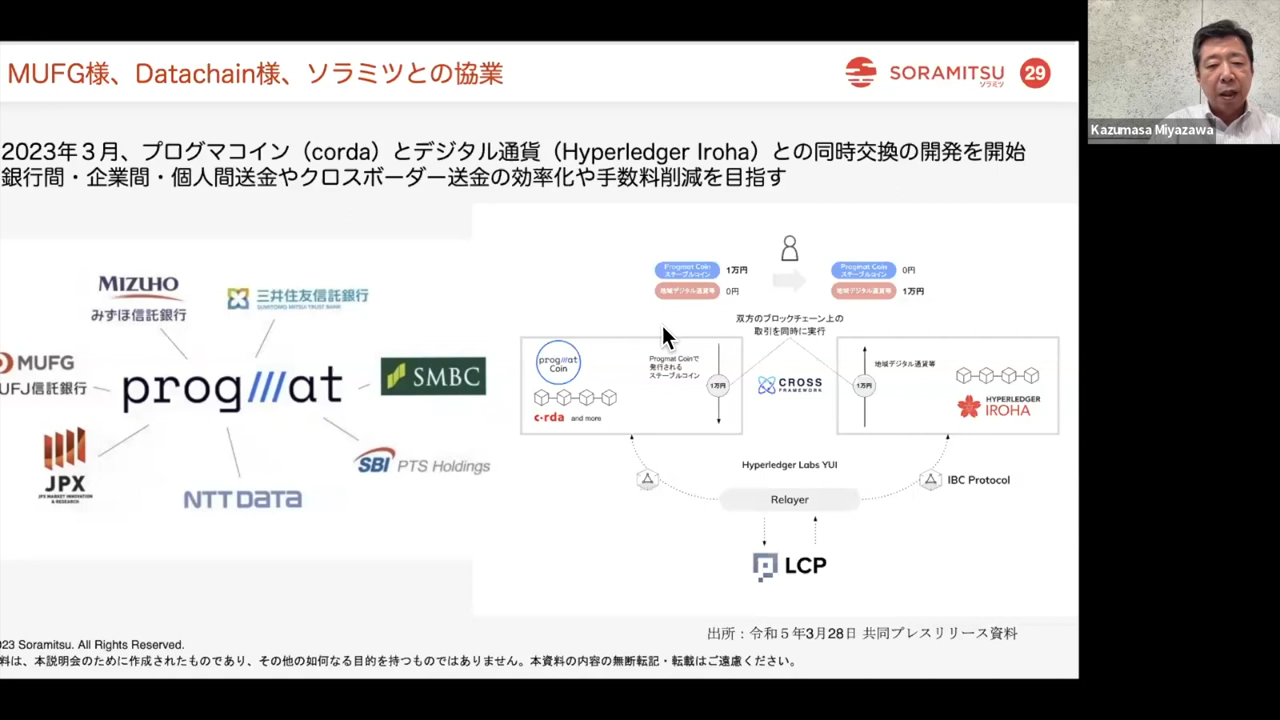 MUFG様、Datachain様、ソラミツとの協業
SORAMITSU
ソラミツ
29
Kazumasa Miyazawa
2023年３月、プログマコイン（corda）とデジタル通貨（Hyperledger Iroha）との同時交換の開発を開始
銀行間・企業間・個人間送金やクロスボーダー送金の効率化や手数料削減を目指す
MIZUHO
みずほ信託銀行
三井住友信託銀行
SUMITOMO MITSUI TRUST BANK
MUFG
UFJ信託銀行
progmat
SMBC
JPX
JPX MARKET INNOVATION
& RESEARCH
NTT DATA
SBI PTS Holdings
Progmat Coin
ステーブルコイン
1万円
地域デジタル通貨等
0円
Progmat Coin
ステーブルコイン
0円
地域デジタル通貨等
1万円
双方のブロックチェーン上の
取引を同時に実行
progmat
Coin
c·rda and more
Progmat Coinで
発行される
ステーブルコイン
1万円
CROSS
FRAMEWORK
1万円
地域デジタル通貨等
HYPERLEDGER
IROHA
Hyperledger Labs YUI
Relayer
IBC Protocol
LCP
出所：令和５年3月28日 共同プレスリリース資料
023 Soramitsu. All Rights Reserved.
料は、本説明会のために作成されたものであり、その他の如何なる目的を持つものではありません。本資料の内容の無断転記・転載はご遠慮ください。